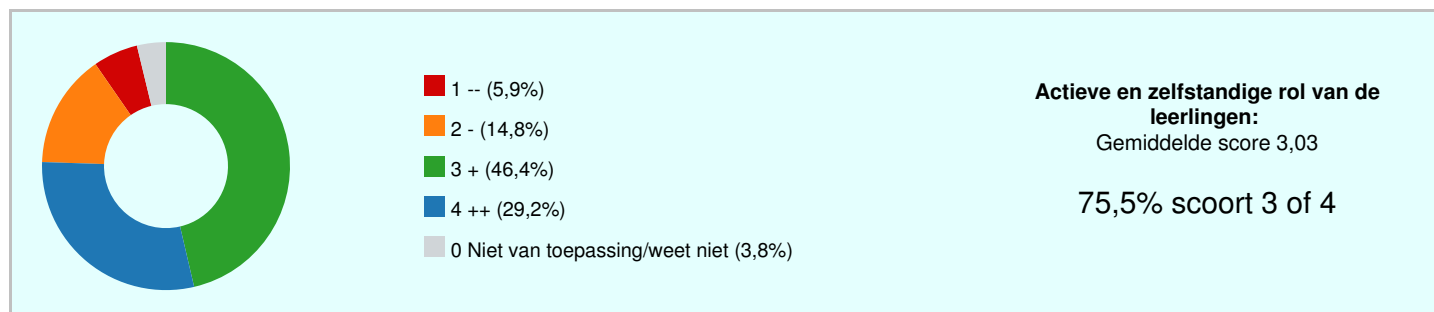 1 -- (5,9%)
2 - (14,8%)
3 + (46,4%)
4 ++ (29,2%)
0 Niet van toepassing/weet niet (3,8%)
Actieve en zelfstandige rol van de
leerlingen:
Gemiddelde score 3,03
75,5% scoort 3 of 4